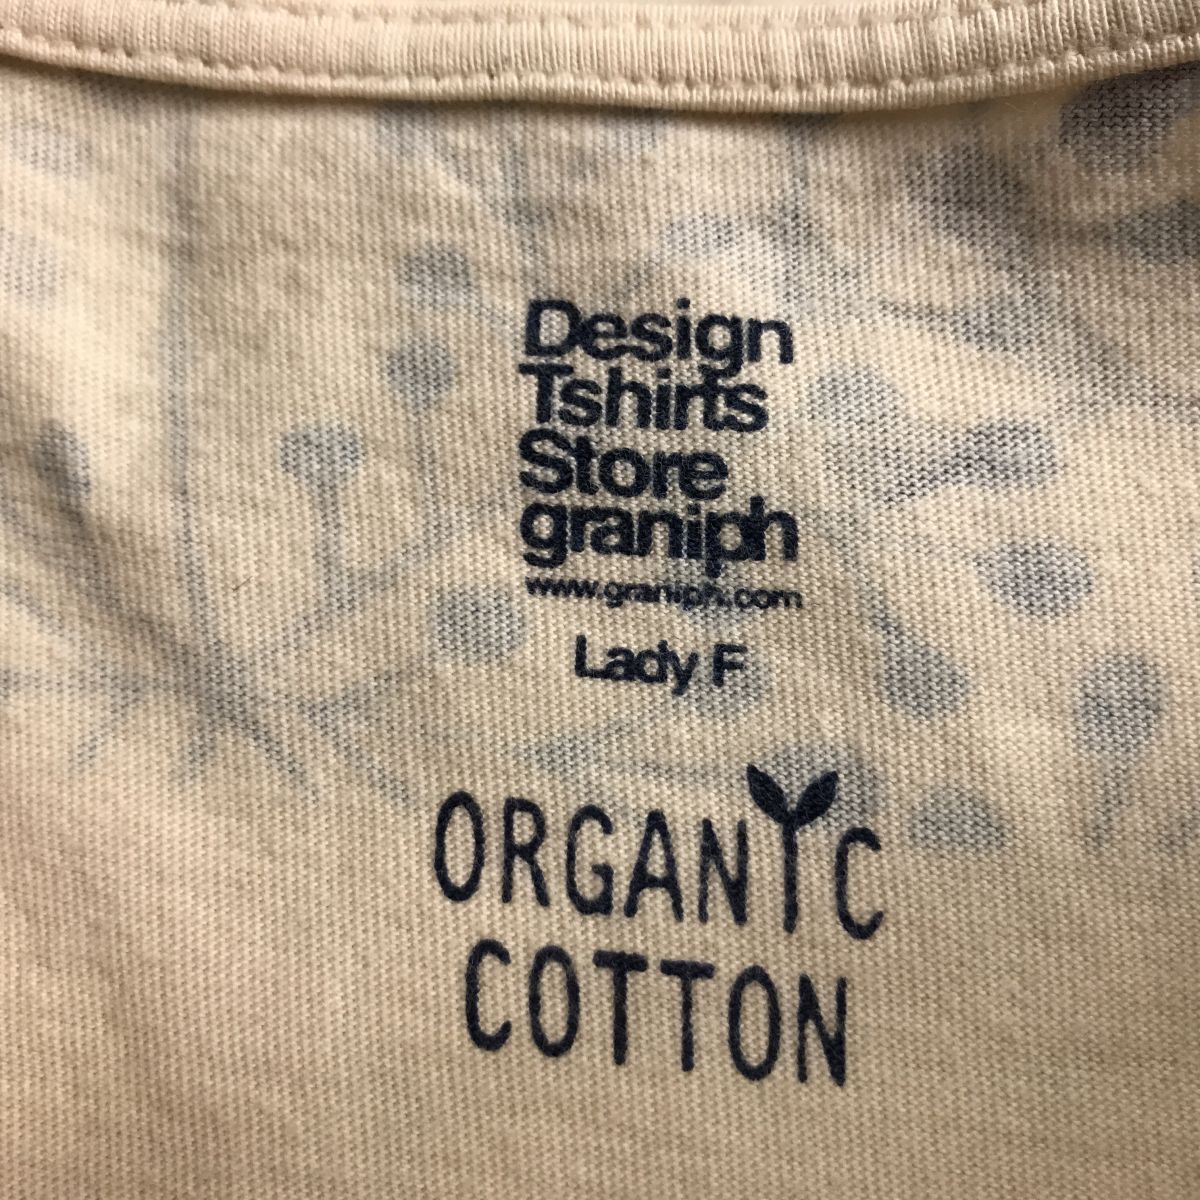 Design
Tshirts
Store
graniph
www.graniph.com
Lady F
ORGANIC
COTTON